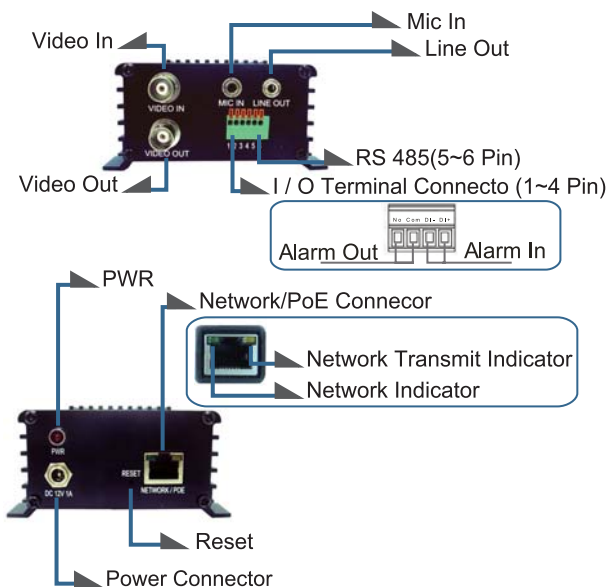 Mic In
Video In
Line Out
VIDEO IN
MIC IN LINE OUT
VIDEO OUT
1 2 3 4 5
RS 485(5~6 Pin)
Video Out
I / O Terminal Connecto (1~4 Pin)
No Com DI- DI+
Alarm Out
Alarm In
PWR
Network/PoE Connecor
Network Transmit Indicator
Network Indicator
PWR
RESET
DC 12V 1A
NETWORK / POE
Reset
Power Connector